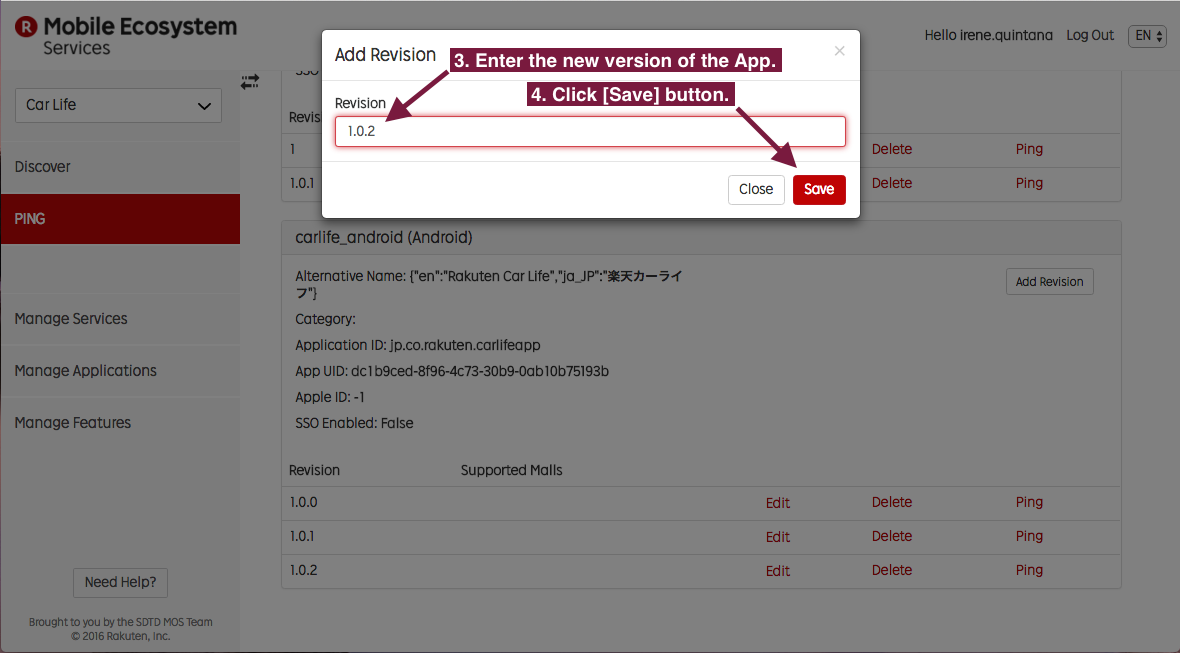 R Mobile Ecosystem
Services
Hello irene.quintana Log Out EN
Car Life
Discover
PING
Manage Services
Manage Applications
Manage Features
Need Help?
Brought to you by the SDTD MOS Team
© 2016 Rakuten, Inc.
Add Revision ×
3. Enter the new version of the App.
4. Click [Save] button.
Revision
1.0.2
Close Save
SSO
Revis
1 Delete Ping
1.0.1 Delete Ping
carlife_android (Android)
Alternative Name: {"en":"Rakuten Car Life","ja_JP":"楽天カーライ
フ"}
Add Revision
Category:
Application ID: jp.co.rakuten.carlifeapp
App UID: dc1b9ced-8f96-4c73-30b9-0ab10b75193b
Apple ID: -1
SSO Enabled: False
Revision Supported Malls
1.0.0 Edit Delete Ping
1.0.1 Edit Delete Ping
1.0.2 Edit Delete Ping